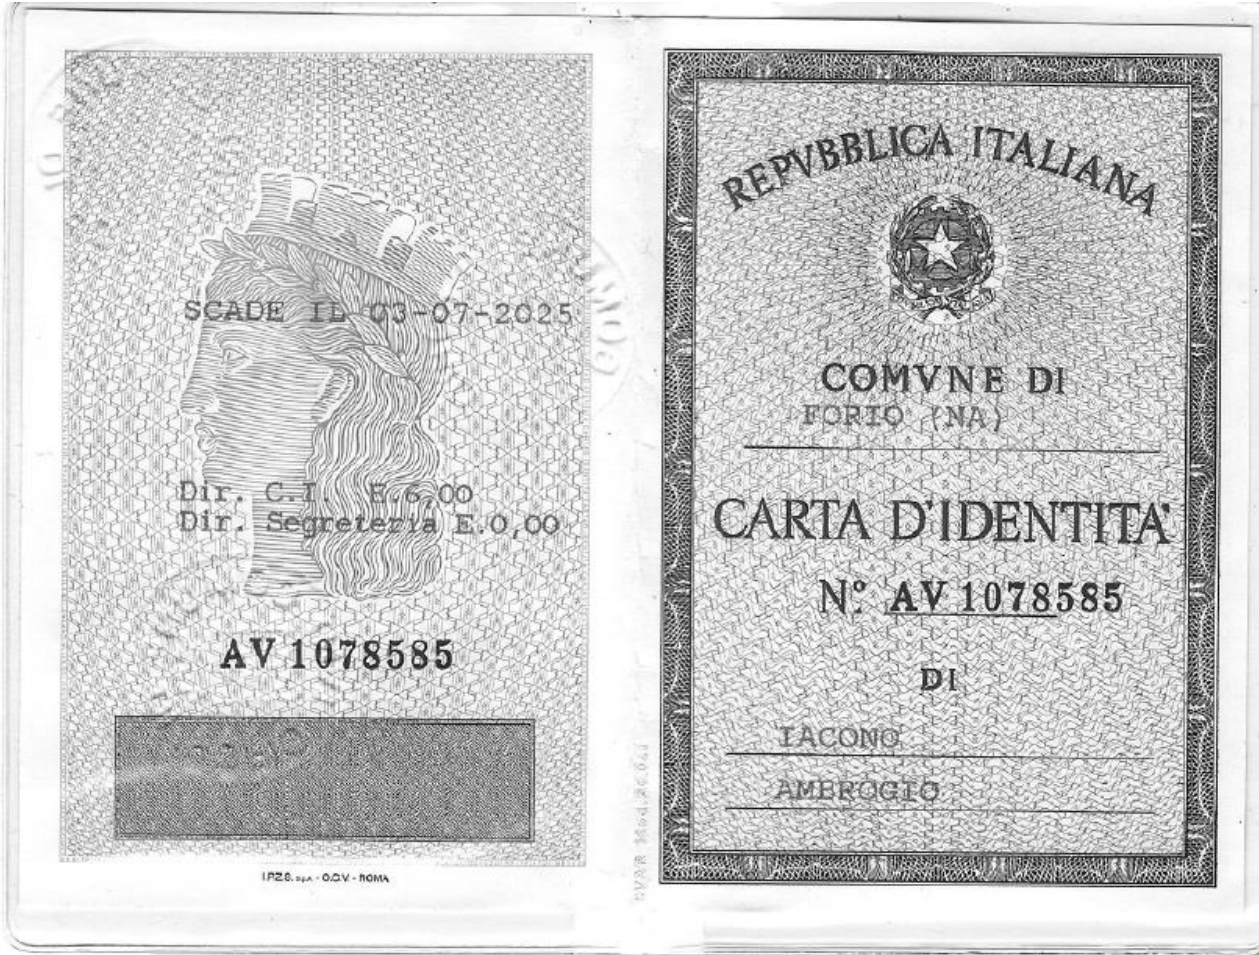 SCADE IL 03-07-2025
Dir. C.I. E.6,00
Dir. Segreteria E.0,00
AV 1078585
I.P.Z.S. S.p.A. - O.C.V. - ROMA
REPVBBLICA ITALIANA
COMVNE DI
FORIO (NA)
CARTA D'IDENTITA'
Nº AV 1078585
DI
IACONO
AMBROGIO